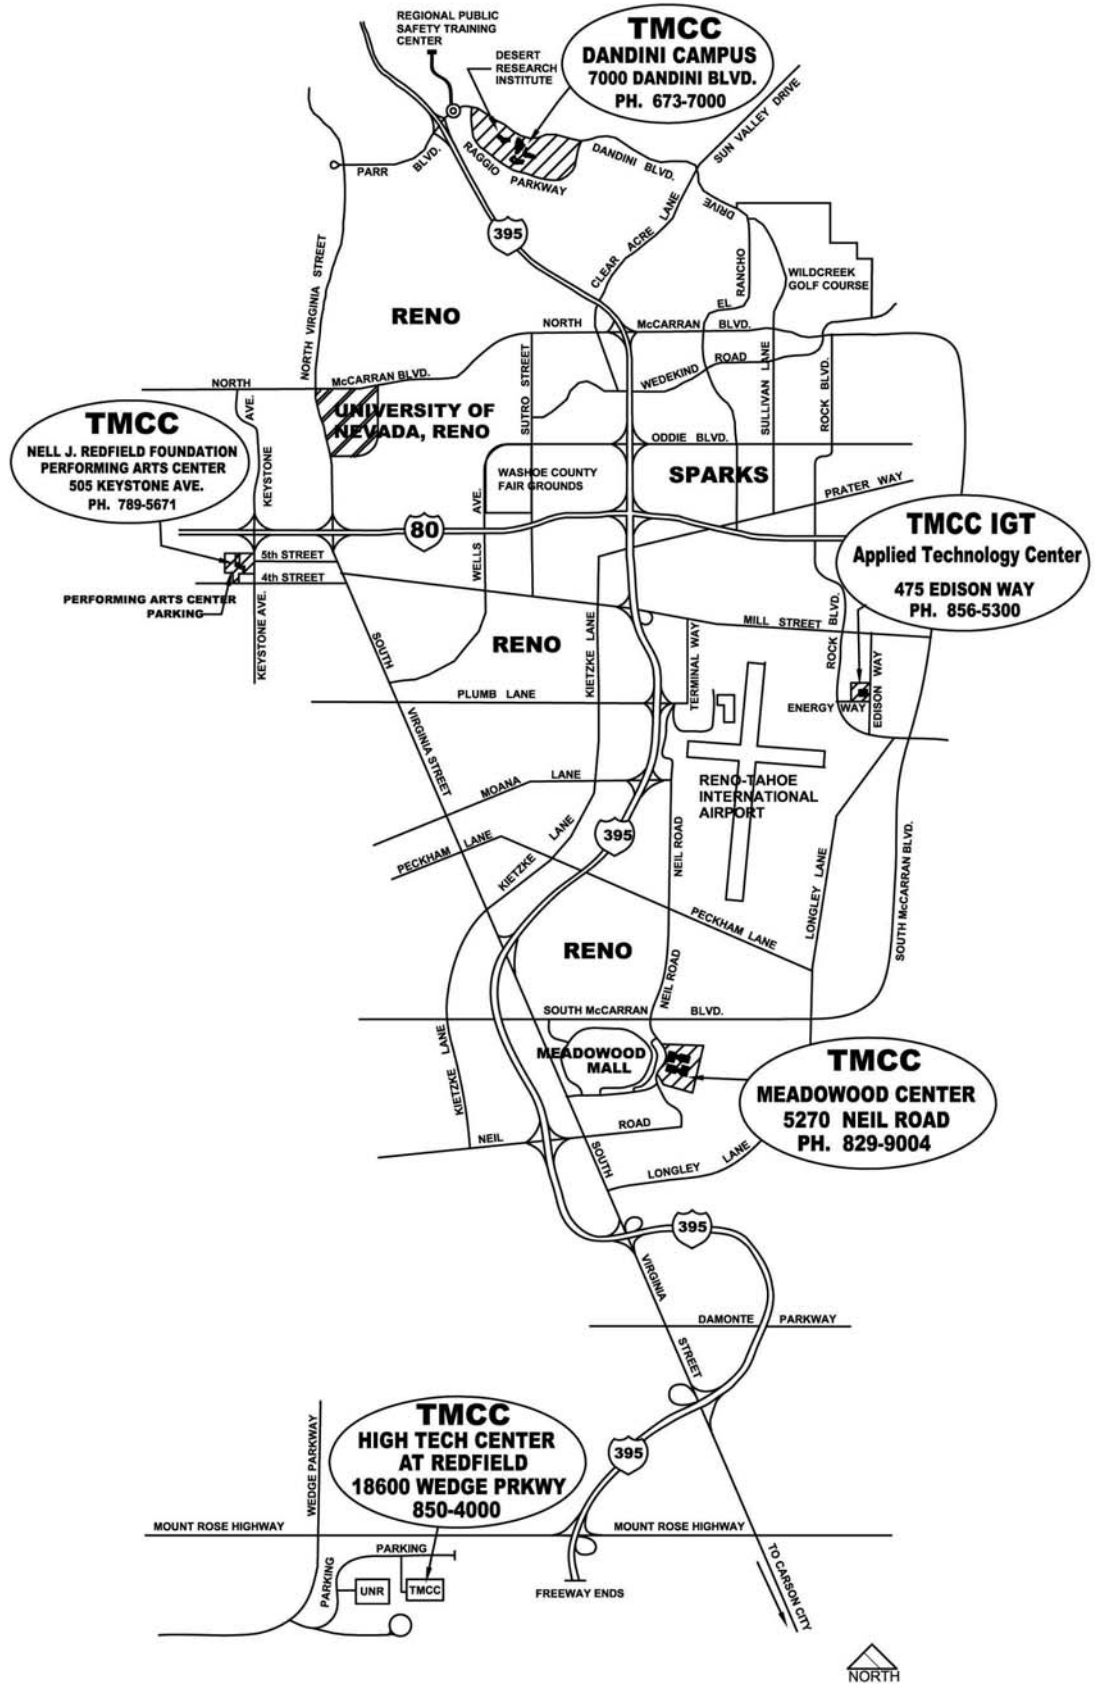 REGIONAL PUBLIC
SAFETY TRAINING
CENTER
DESERT
RESEARCH
INSTITUTE
TMCC
DANDINI CAMPUS
7000 DANDINI BLVD.
PH. 673-7000
SUN VALLEY DRIVE
PARR BLVD.
RAGGIO PARKWAY
DANDINI BLVD.
395
CLEAR ACRE LANE
DRIVE
EL RANCHO
WILDCREEK
GOLF COURSE
NORTH VIRGINIA STREET
RENO
NORTH McCARRAN BLVD.
SUTRO STREET
WEDEKIND ROAD
SULLIVAN LANE
ROCK BLVD.
NORTH McCARRAN BLVD.
UNIVERSITY OF
NEVADA, RENO
KEYSTONE AVE.
ODDIE BLVD.
TMCC
NELL J. REDFIELD FOUNDATION
PERFORMING ARTS CENTER
505 KEYSTONE AVE.
PH. 789-5671
WASHOE COUNTY
FAIR GROUNDS
SPARKS
PRATER WAY
80
WELLS AVE.
TMCC IGT
Applied Technology Center
475 EDISON WAY
PH. 856-5300
5th STREET
4th STREET
PERFORMING ARTS CENTER
PARKING
KEYSTONE AVE.
RENO
KIETZKE LANE
TERMINAL WAY
MILL STREET
ROCK BLVD.
EDISON WAY
ENERGY WAY
SOUTH VIRGINIA STREET
PLUMB LANE
MOANA LANE
RENO-TAHOE
INTERNATIONAL
AIRPORT
395
PECKHAM LANE
KIETZKE LANE
NEIL ROAD
LONGLEY LANE
SOUTH McCARRAN BLVD.
PECKHAM LANE
RENO
NEIL ROAD
SOUTH McCARRAN BLVD.
KIETZKE LANE
MEADOWOOD
MALL
TMCC
MEADOWOOD CENTER
5270 NEIL ROAD
PH. 829-9004
NEIL ROAD
LONGLEY LANE
SOUTH VIRGINIA STREET
395
DAMONTE PARKWAY
TMCC
HIGH TECH CENTER
AT REDFIELD
18600 WEDGE PRKWY
850-4000
WEDGE PARKWAY
395
MOUNT ROSE HIGHWAY
MOUNT ROSE HIGHWAY
PARKING
PARKING
UNR
TMCC
FREEWAY ENDS
TO CARSON CITY
NORTH